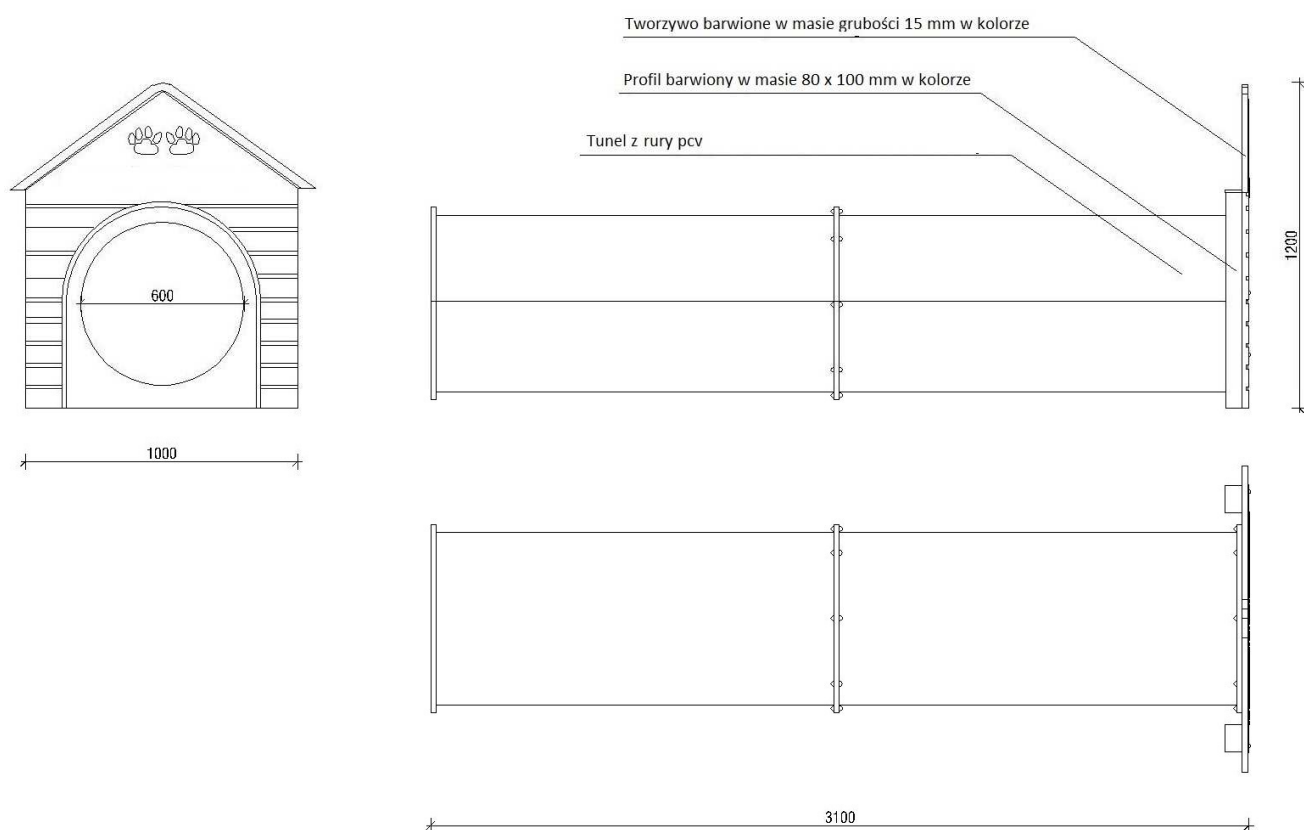 Tworzywo barwione w masie grubości 15 mm w kolorze
Profil barwiony w masie 80 x 100 mm w kolorze
Tunel z rury pcv
600
1200
1000
3100